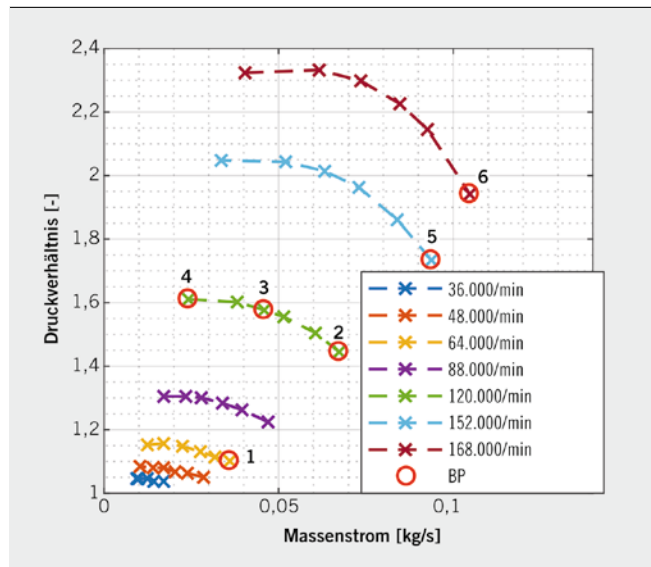 2,4
2,2
2
1,8
1,6
1,4
1,2
1
Druckverhältnis [-]
0
0,05
0,1
Massenstrom [kg/s]
6
5
4
3
2
1
36.000/min
48.000/min
64.000/min
88.000/min
120.000/min
152.000/min
168.000/min
BP